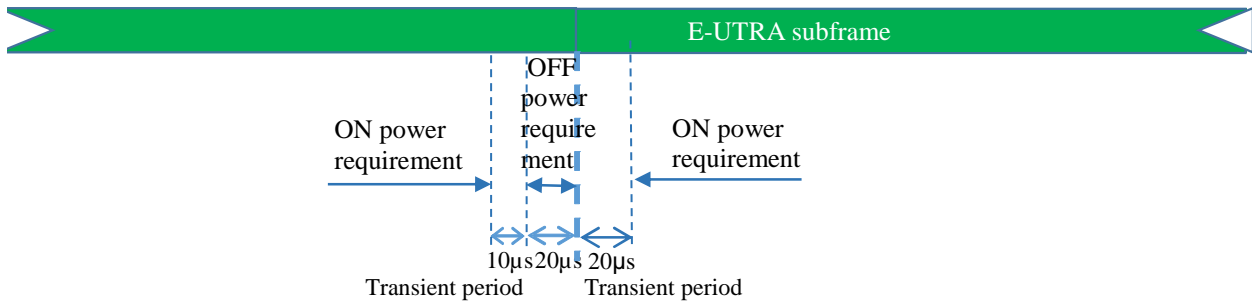 E-UTRA subframe
OFF
power
require
ment
ON power
requirement
ON power
requirement
10μs
20μs
20μs
Transient period
Transient period